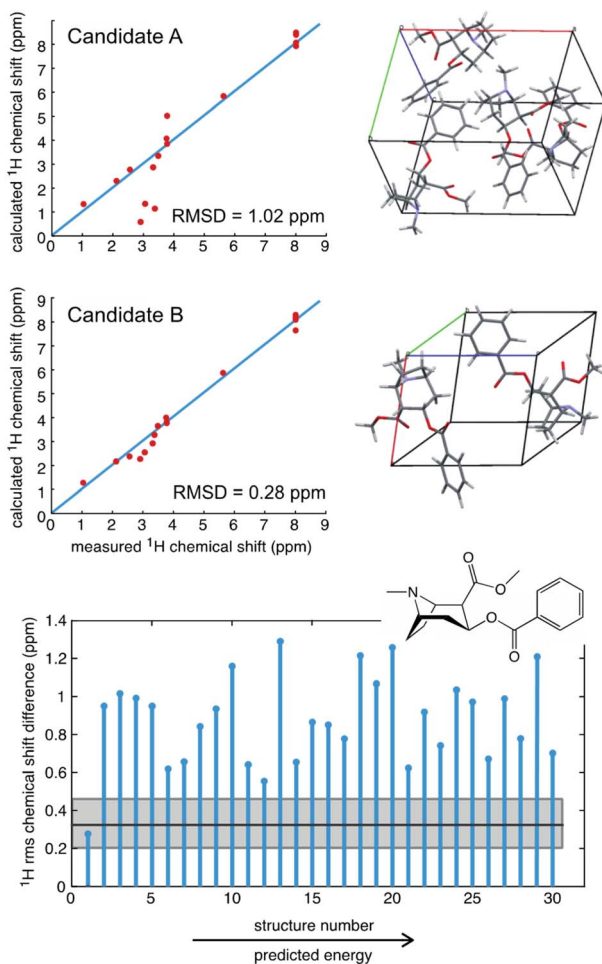 Candidate A
calculated ¹H chemical shift (ppm)
8
7
6
5
4
3
2
1
0
RMSD = 1.02 ppm
0 1 2 3 4 5 6 7 8 9
Candidate B
calculated ¹H chemical shift (ppm)
9
8
7
6
5
4
3
2
1
0
RMSD = 0.28 ppm
0 1 2 3 4 5 6 7 8 9
measured ¹H chemical shift (ppm)
N
O
O
O
O
¹H rms chemical shift difference (ppm)
1.4
1.2
1
0.8
0.6
0.4
0.2
0
0 5 10 15 20 25 30
structure number
predicted energy